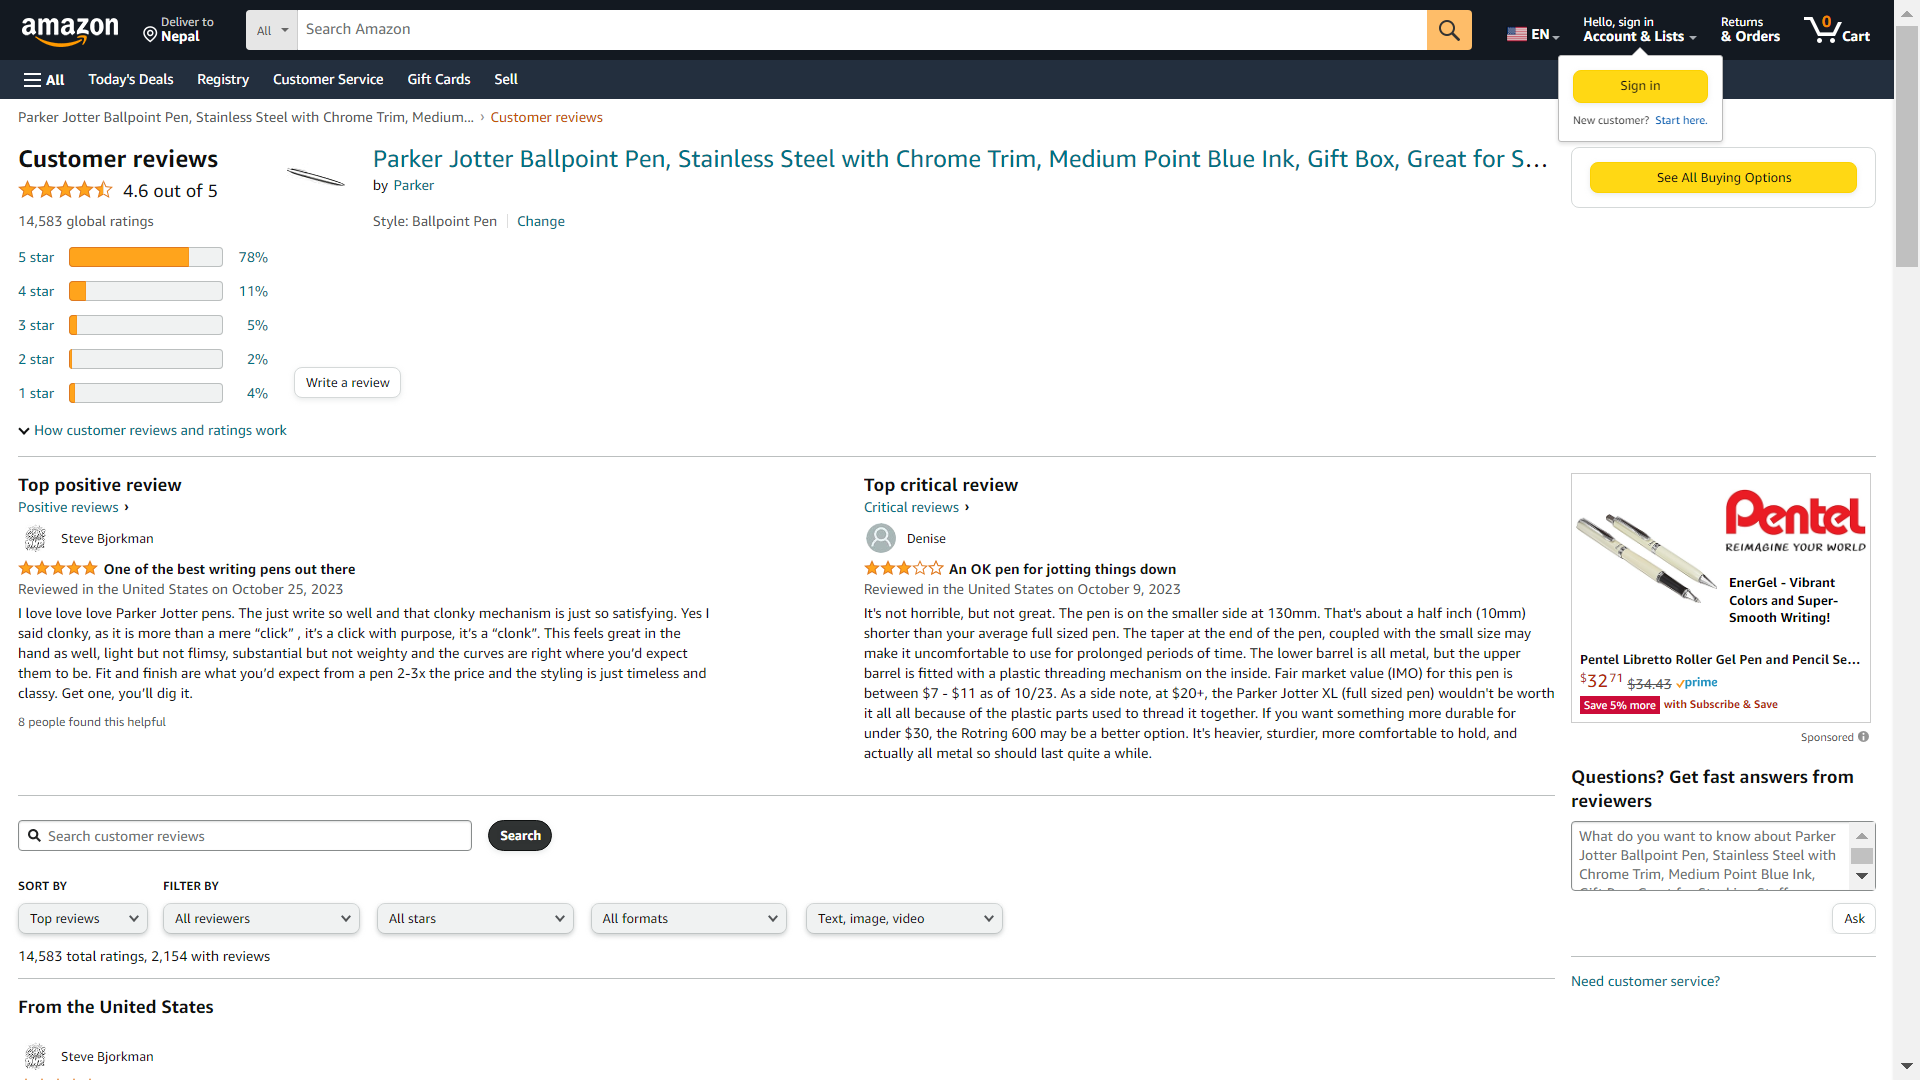 amazon
Deliver to
Nepal
All
Search Amazon
EN
Hello, sign in
Account & Lists
Returns
& Orders
0
Cart
All
Today's Deals
Registry
Customer Service
Gift Cards
Sell
Sign in
New customer? Start here.
Parker Jotter Ballpoint Pen, Stainless Steel with Chrome Trim, Medium... › Customer reviews
Customer reviews
4.6 out of 5
14,583 global ratings
5 star 78%
4 star 11%
3 star 5%
2 star 2%
1 star 4%
How customer reviews and ratings work
Parker Jotter Ballpoint Pen, Stainless Steel with Chrome Trim, Medium Point Blue Ink, Gift Box, Great for S...
by Parker
Style: Ballpoint Pen
Change
Write a review
See All Buying Options
Top positive review
Positive reviews ›
Steve Bjorkman
One of the best writing pens out there
Reviewed in the United States on October 25, 2023
I love love love Parker Jotter pens. The just write so well and that clonky mechanism is just so satisfying. Yes I
said clonky, as it is more than a mere “click” , it’s a click with purpose, it’s a “clonk”. This feels great in the
hand as well, light but not flimsy, substantial but not weighty and the curves are right where you’d expect
them to be. Fit and finish are what you’d expect from a pen 2-3x the price and the styling is just timeless and
classy. Get one, you’ll dig it.
8 people found this helpful
Top critical review
Critical reviews ›
Denise
An OK pen for jotting things down
Reviewed in the United States on October 9, 2023
It's not horrible, but not great. The pen is on the smaller side at 130mm. That's about a half inch (10mm)
shorter than your average full sized pen. The taper at the end of the pen, coupled with the small size may
make it uncomfortable to use for prolonged periods of time. The lower barrel is all metal, but the upper
barrel is fitted with a plastic threading mechanism on the inside. Fair market value (IMO) for this pen is
between $7 - $11 as of 10/23. As a side note, at $20+, the Parker Jotter XL (full sized pen) wouldn't be worth
it all all because of the plastic parts used to thread it together. If you want something more durable for
under $30, the Rotring 600 may be a better option. It's heavier, sturdier, more comfortable to hold, and
actually all metal so should last quite a while.
Pentel
REIMAGINE YOUR WORLD
EnerGel - Vibrant
Colors and Super-
Smooth Writing!
Pentel Libretto Roller Gel Pen and Pencil Se...
$32.71 $34.43 prime
Save 5% more with Subscribe & Save
Sponsored
Questions? Get fast answers from
reviewers
What do you want to know about Parker
Jotter Ballpoint Pen, Stainless Steel with
Chrome Trim, Medium Point Blue Ink,
Ask
Need customer service?
Search customer reviews
Search
SORT BY
FILTER BY
Top reviews
All reviewers
All stars
All formats
Text, image, video
14,583 total ratings, 2,154 with reviews
From the United States
Steve Bjorkman